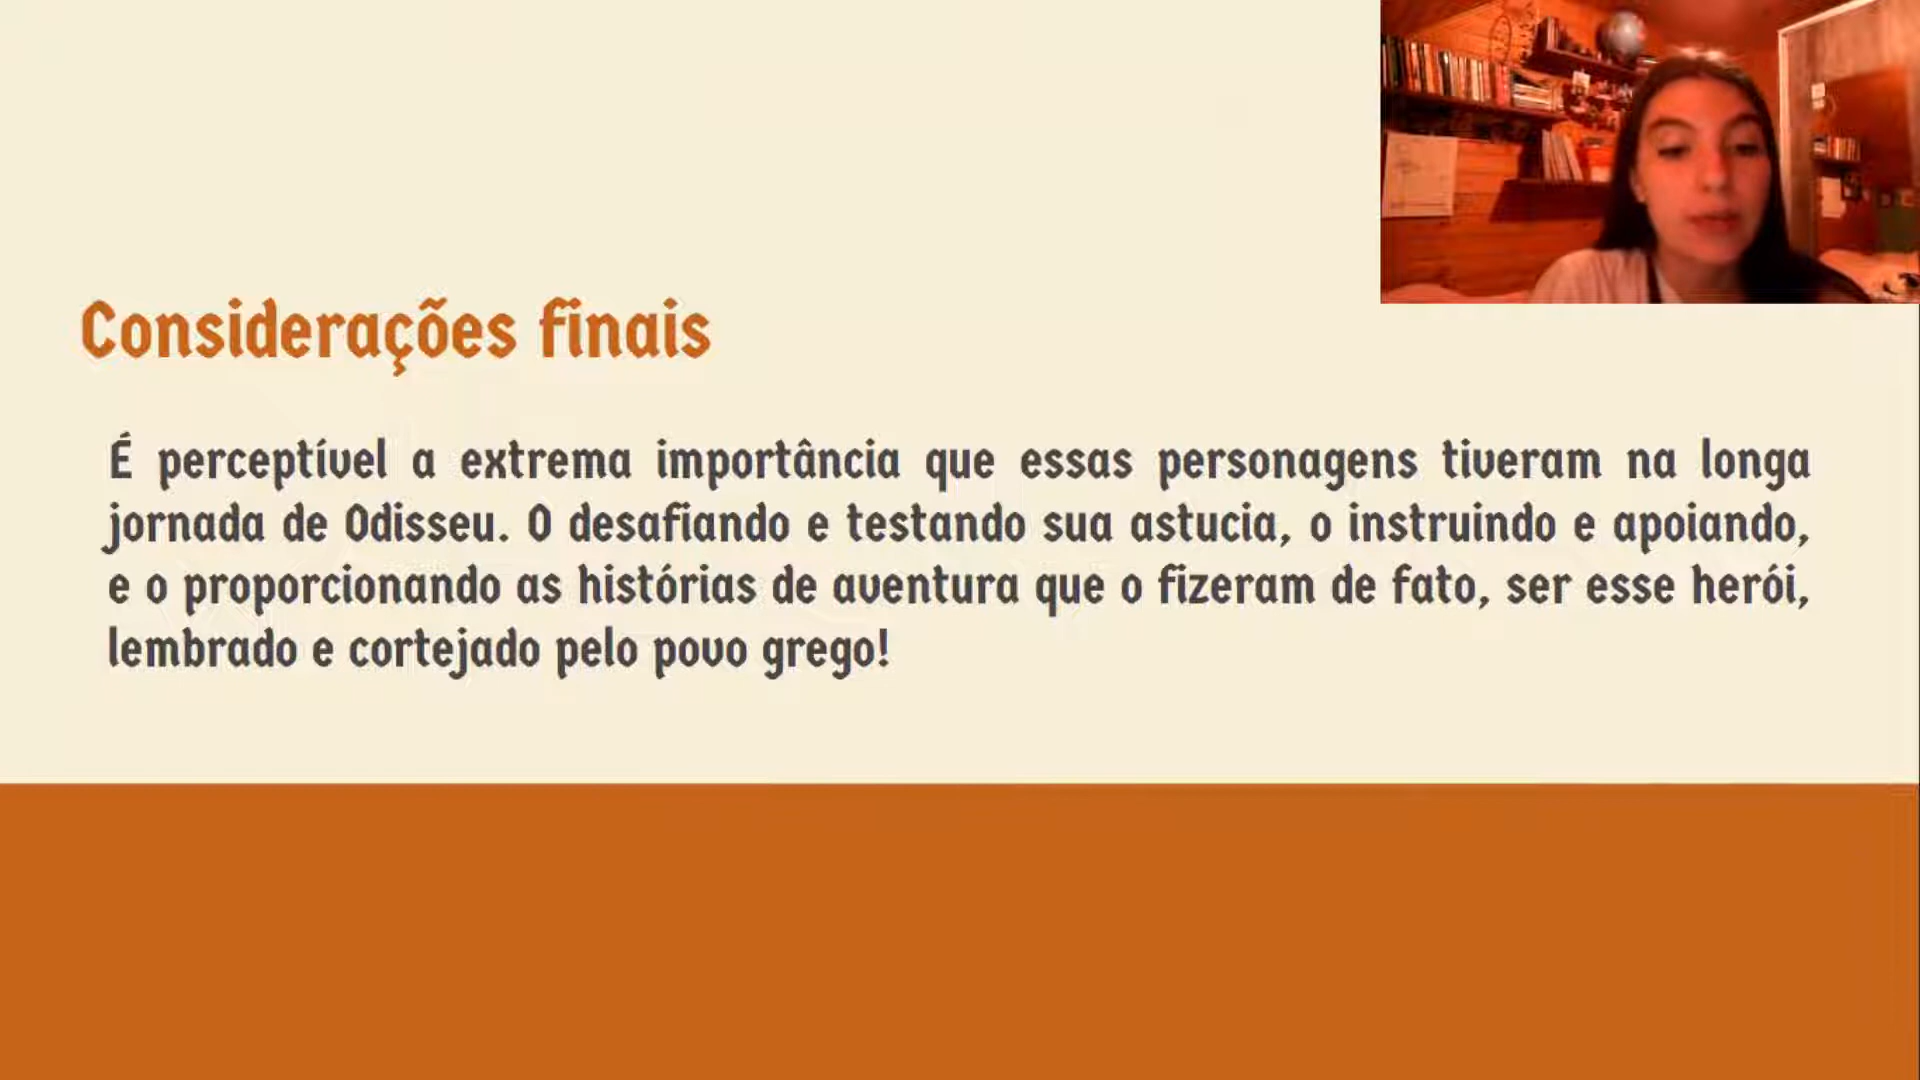 Considerações finais
É perceptível a extrema importância que essas personagens tiveram na longa
jornada de Odisseu. O desafiando e testando sua astucia, o instruindo e apoiando,
e o proporcionando as histórias de aventura que o fizeram de fato, ser esse herói,
lembrado e cortejado pelo povo grego!